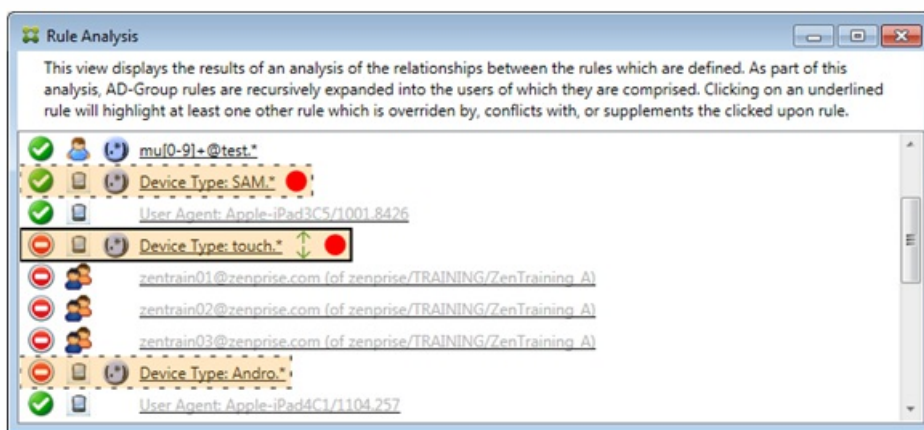 Rule Analysis
This view displays the results of an analysis of the relationships between the rules which are defined. As part of this
analysis, AD-Group rules are recursively expanded into the users of which they are comprised. Clicking on an underlined
rule will highlight at least one other rule which is overriden by, conflicts with, or supplements the clicked upon rule.
(.*) mu[0-9]+@test.*
(.*) Device Type: SAM.*
User Agent: Apple-iPad3C5/1001.8426
(.*) Device Type: touch.*
zentrain01@zenprise.com (of zenprise/TRAINING/ZenTraining A)
zentrain02@zenprise.com (of zenprise/TRAINING/ZenTraining A)
zentrain03@zenprise.com (of zenprise/TRAINING/ZenTraining A)
(.*) Device Type: Andro.*
User Agent: Apple-iPad4C1/1104.257